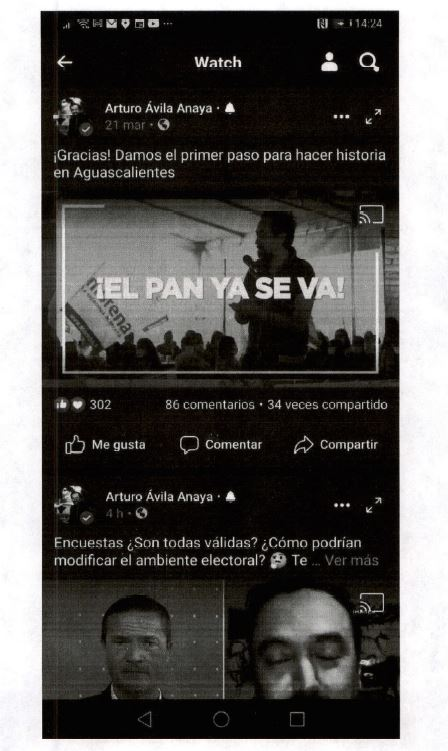 14:24
Watch
Arturo Ávila Anaya
21 mar
¡Gracias! Damos el primer paso para hacer historia
en Aguascalientes
¡EL PAN YA SE VA!
morena
302 86 comentarios • 34 veces compartido
Me gusta Comentar Compartir
Arturo Ávila Anaya
4 h
Encuestas ¿Son todas válidas? ¿Cómo podrían
modificar el ambiente electoral? 🤔 Te ... Ver más